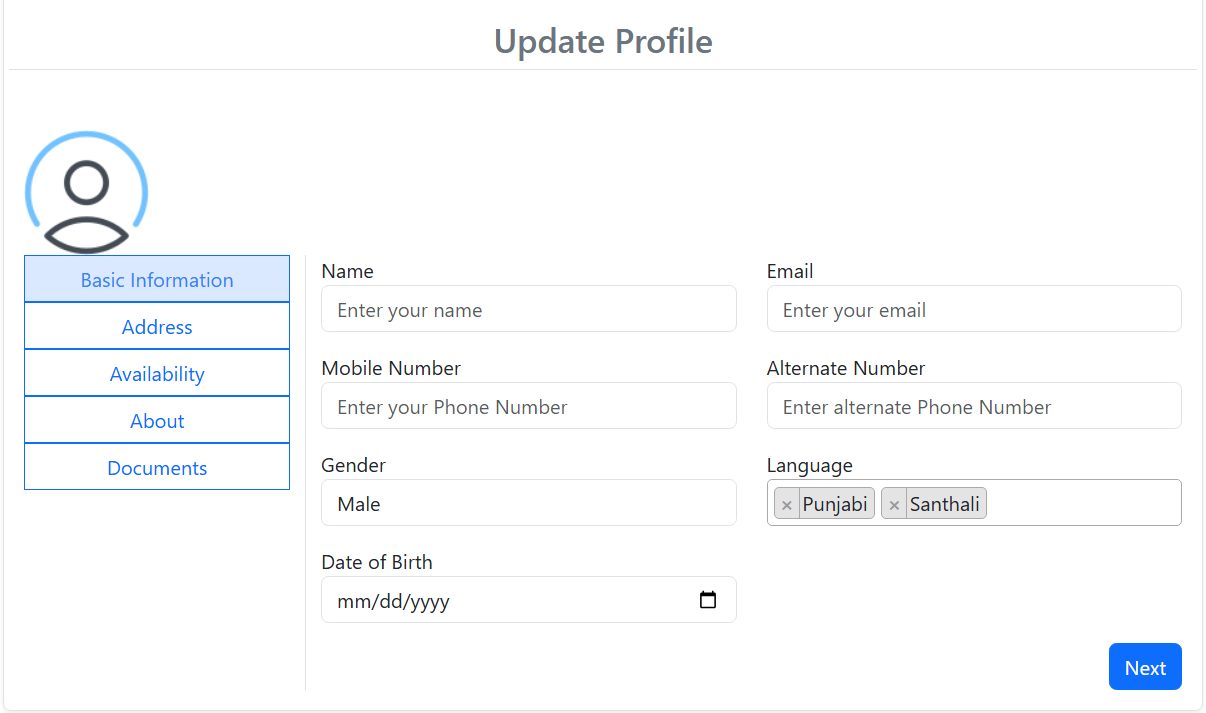 Update Profile
Basic Information
Address
Availability
About
Documents
Name
Enter your name
Email
Enter your email
Mobile Number
Enter your Phone Number
Alternate Number
Enter alternate Phone Number
Gender
Male
Language
× Punjabi × Santhali
Date of Birth
mm/dd/yyyy
Next